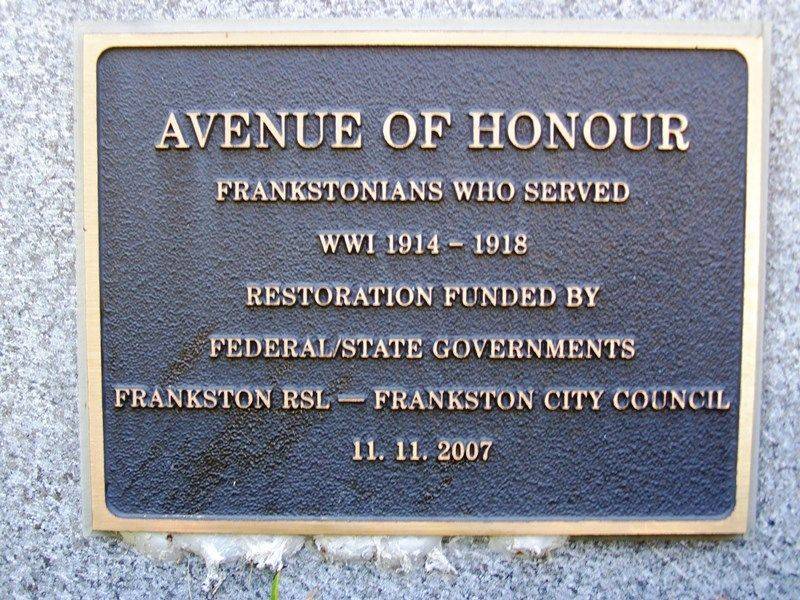 AVENUE OF HONOUR
FRANKSTONIANS WHO SERVED
WWI 1914 – 1918
RESTORATION FUNDED BY
FEDERAL/STATE GOVERNMENTS
FRANKSTON RSL — FRANKSTON CITY COUNCIL
11. 11. 2007